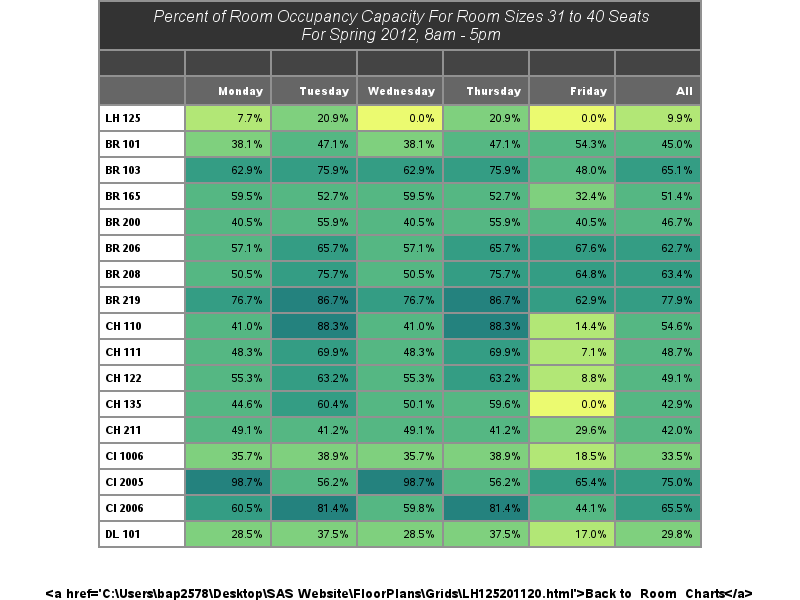 Percent of Room Occupancy Capacity For Room Sizes 31 to 40 Seats
For Spring 2012, 8am - 5pm
Monday Tuesday Wednesday Thursday Friday All
LH 125 7.7% 20.9% 0.0% 20.9% 0.0% 9.9%
BR 101 38.1% 47.1% 38.1% 47.1% 54.3% 45.0%
BR 103 62.9% 75.9% 62.9% 75.9% 48.0% 65.1%
BR 165 59.5% 52.7% 59.5% 52.7% 32.4% 51.4%
BR 200 40.5% 55.9% 40.5% 55.9% 40.5% 46.7%
BR 206 57.1% 65.7% 57.1% 65.7% 67.6% 62.7%
BR 208 50.5% 75.7% 50.5% 75.7% 64.8% 63.4%
BR 219 76.7% 86.7% 76.7% 86.7% 62.9% 77.9%
CH 110 41.0% 88.3% 41.0% 88.3% 14.4% 54.6%
CH 111 48.3% 69.9% 48.3% 69.9% 7.1% 48.7%
CH 122 55.3% 63.2% 55.3% 63.2% 8.8% 49.1%
CH 135 44.6% 60.4% 50.1% 59.6% 0.0% 42.9%
CH 211 49.1% 41.2% 49.1% 41.2% 29.6% 42.0%
CI 1006 35.7% 38.9% 35.7% 38.9% 18.5% 33.5%
CI 2005 98.7% 56.2% 98.7% 56.2% 65.4% 75.0%
CI 2006 60.5% 81.4% 59.8% 81.4% 44.1% 65.5%
DL 101 28.5% 37.5% 28.5% 37.5% 17.0% 29.8%
<a href='C:\Users\bap2578\Desktop\SAS Website\FloorPlans\Grids\LH125201120.html'>Back to Room Charts</a>